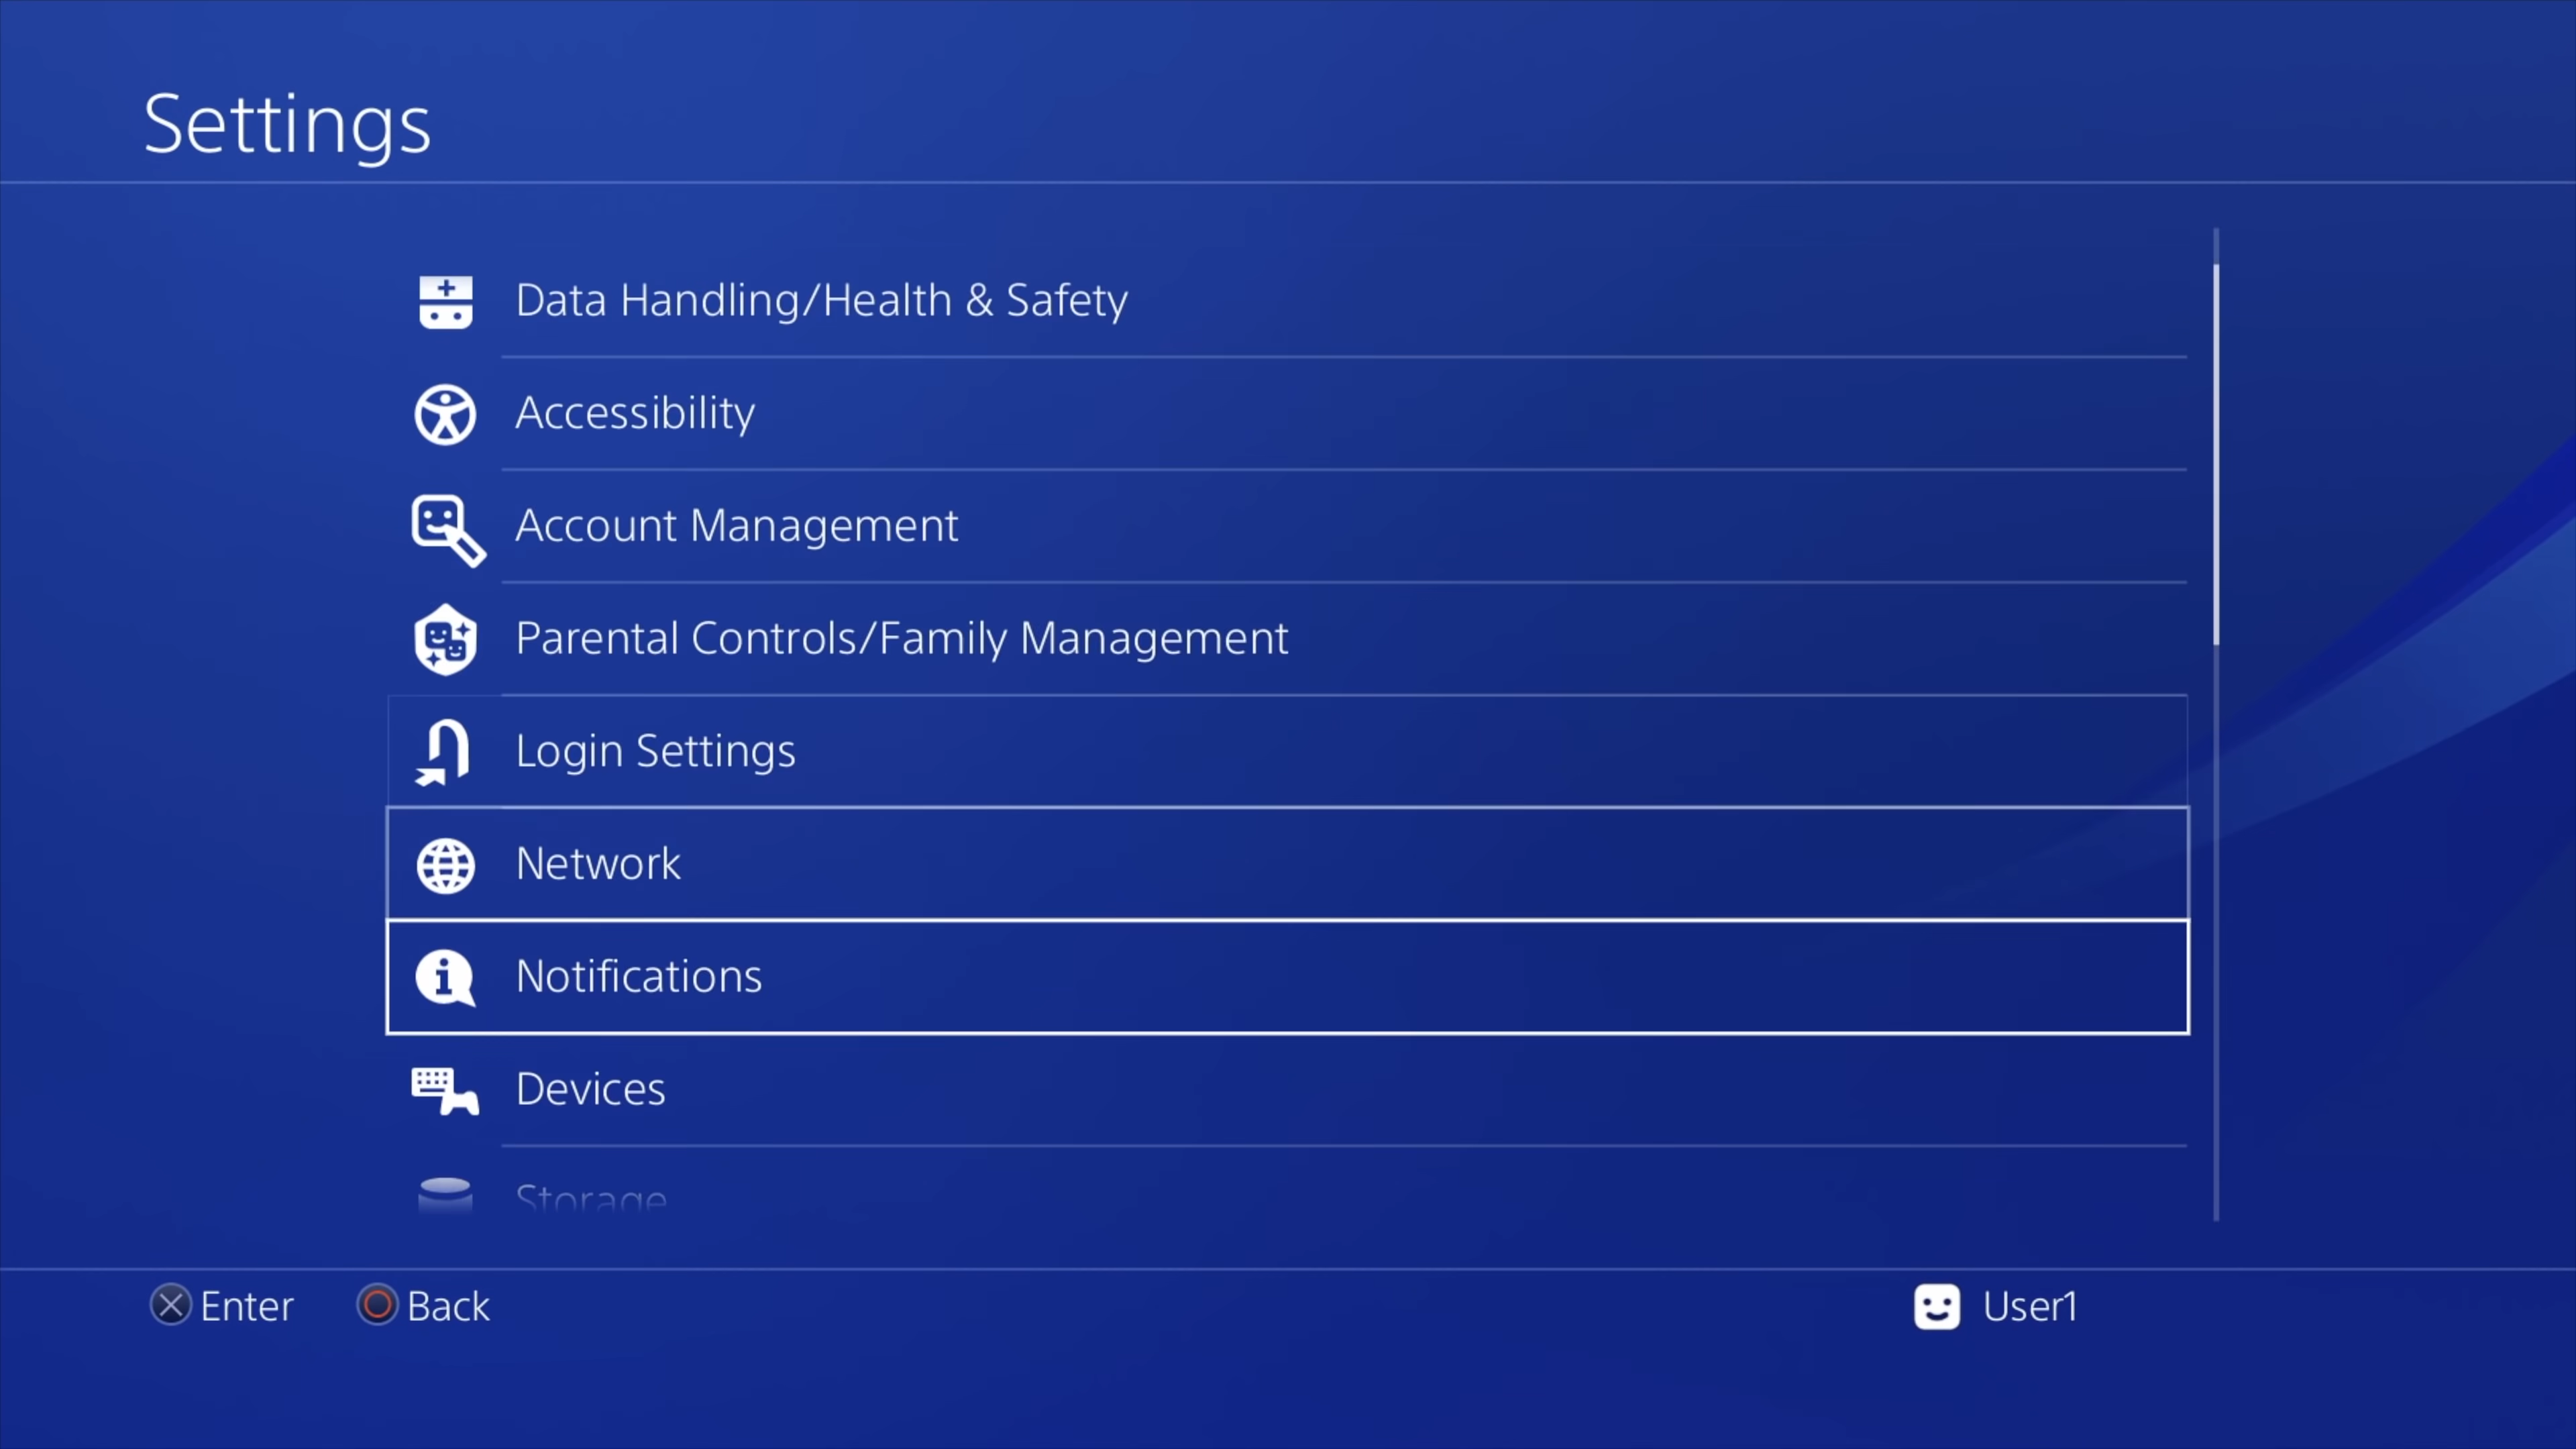 Settings
Data Handling/Health & Safety
Accessibility
Account Management
Parental Controls/Family Management
Login Settings
Network
Notifications
Devices
Storage
Enter Back User1